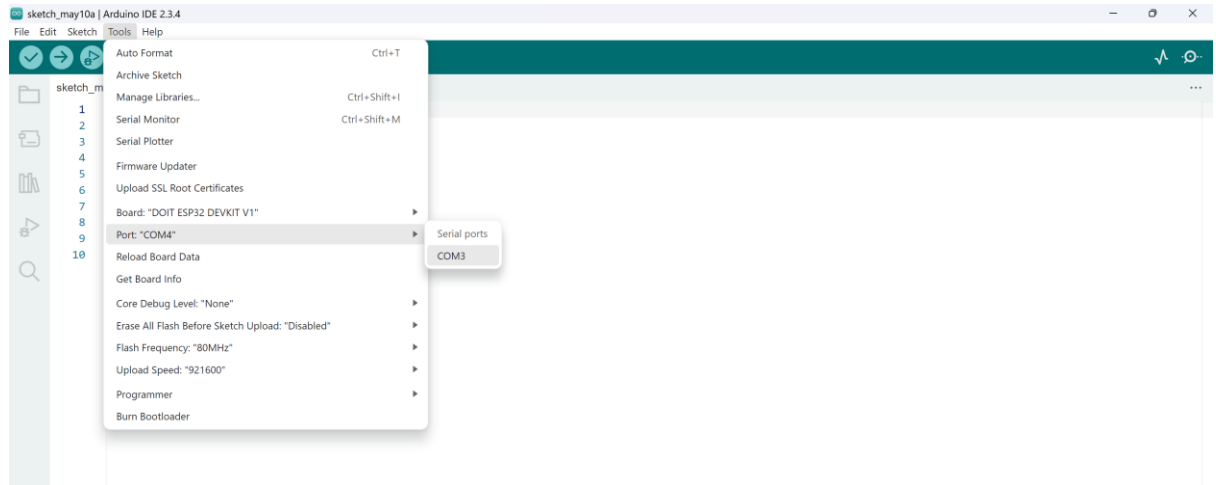 sketch_may10a | Arduino IDE 2.3.4
File Edit Sketch Tools Help
sketch_m
Auto Format Ctrl+T
Archive Sketch
Manage Libraries... Ctrl+Shift+I
Serial Monitor Ctrl+Shift+M
Serial Plotter
Firmware Updater
Upload SSL Root Certificates
Board: "DOIT ESP32 DEVKIT V1"
Port: "COM4"
Serial ports
COM3
Reload Board Data
Get Board Info
Core Debug Level: "None"
Erase All Flash Before Sketch Upload: "Disabled"
Flash Frequency: "80MHz"
Upload Speed: "921600"
Programmer
Burn Bootloader
1
2
3
4
5
6
7
8
9
10